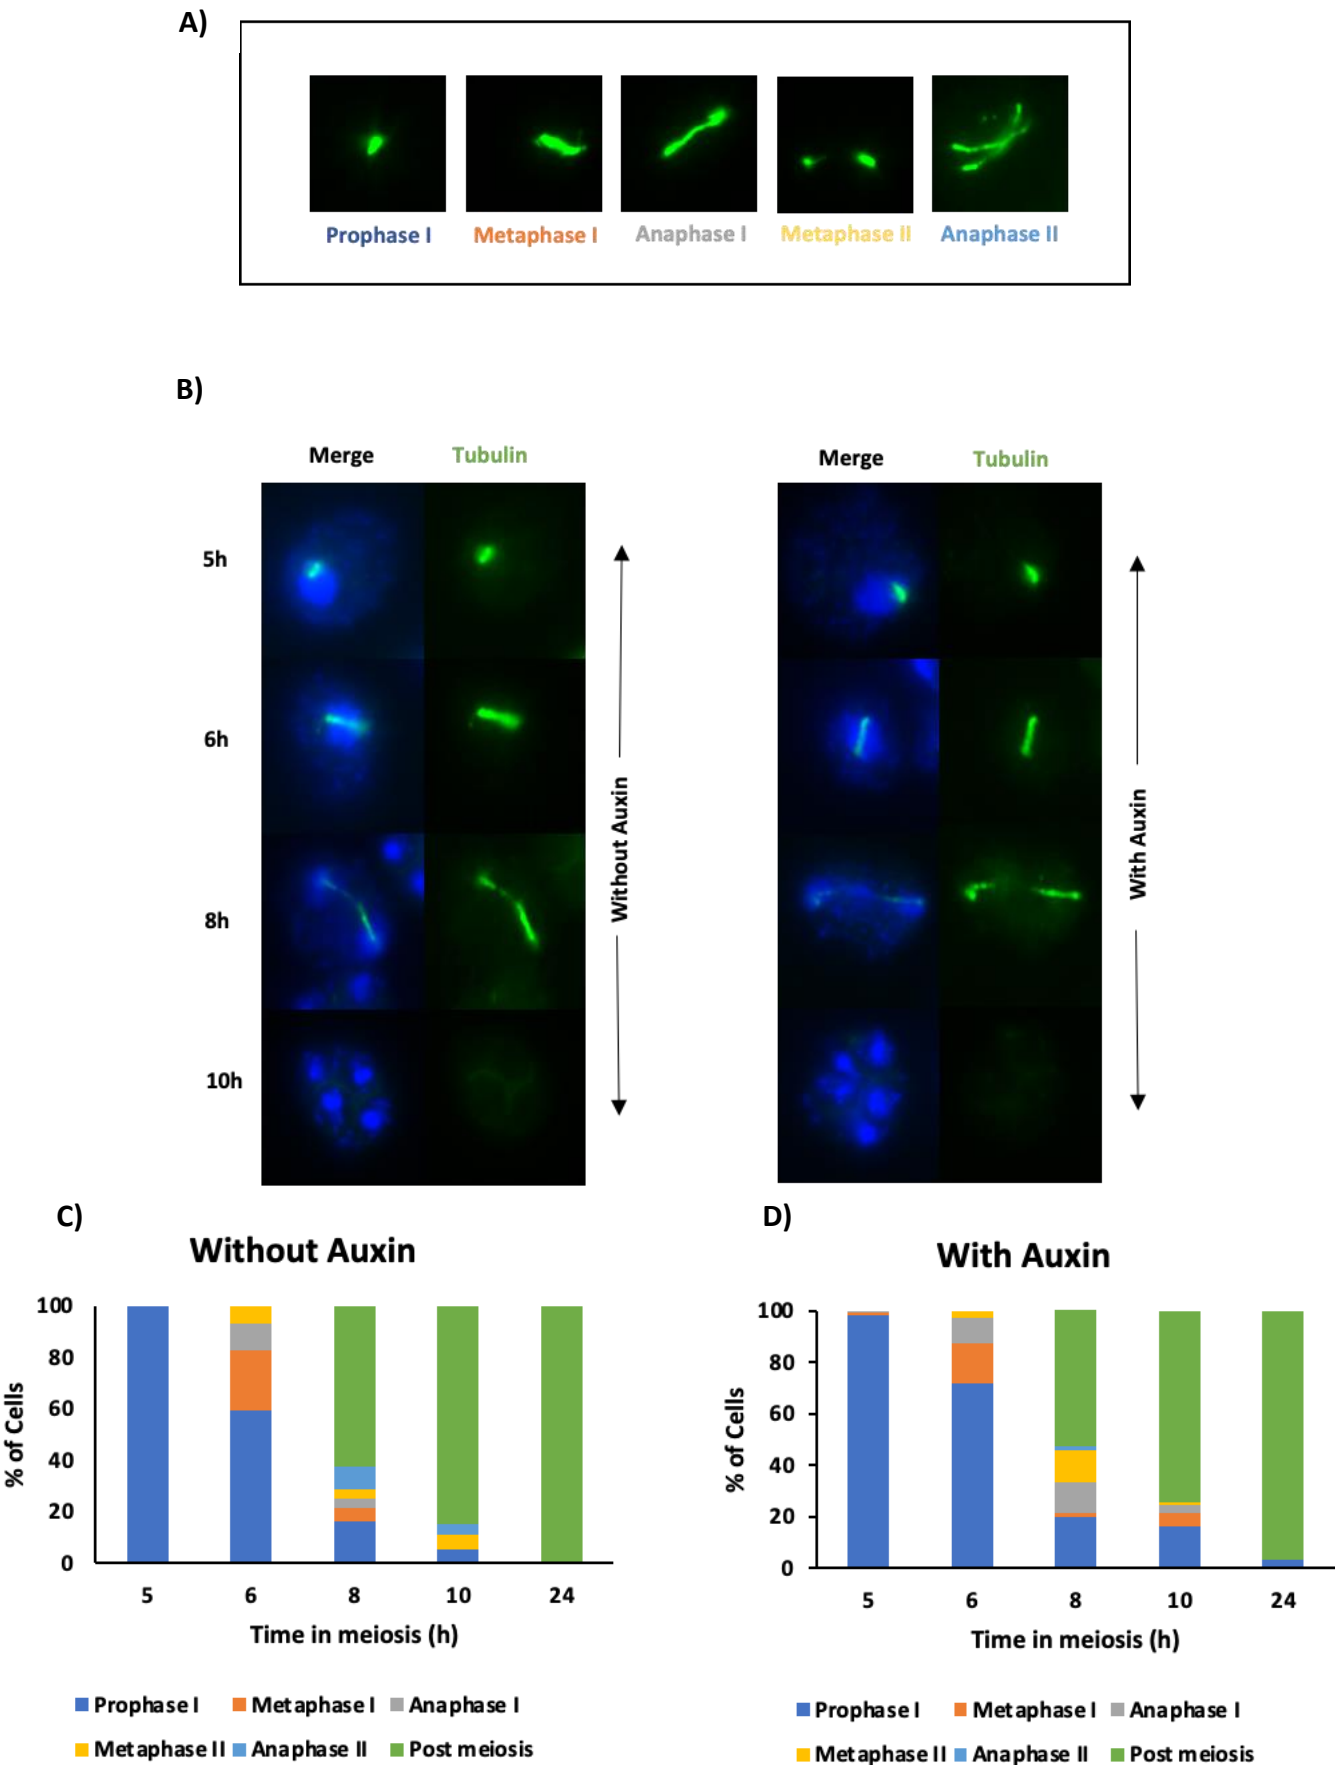 A)
Prophase I Metaphase I Anaphase I Metaphase II Anaphase II
B)
Merge Tubulin
Merge Tubulin
5h
6h
8h
10h
Without Auxin
With Auxin
C)
Without Auxin
% of Cells
100
80
60
40
20
0
5 6 8 10 24
Time in meiosis (h)
Prophase I Metaphase I Anaphase I
Metaphase II Anaphase II Post meiosis
D)
With Auxin
% of Cells
100
80
60
40
20
0
5 6 8 10 24
Time in meiosis (h)
Prophase I Metaphase I Anaphase I
Metaphase II Anaphase II Post meiosis